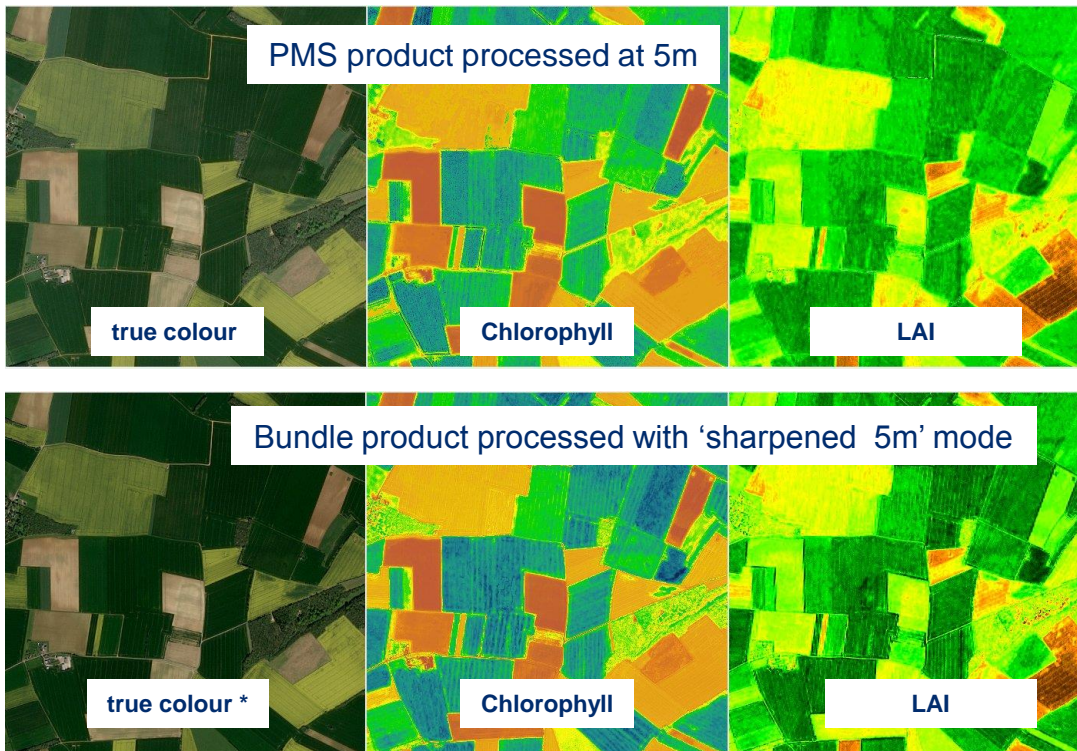 PMS product processed at 5m
true colour
Chlorophyll
LAI
Bundle product processed with ‘sharpened  5m’ mode
true colour *
Chlorophyll
LAI